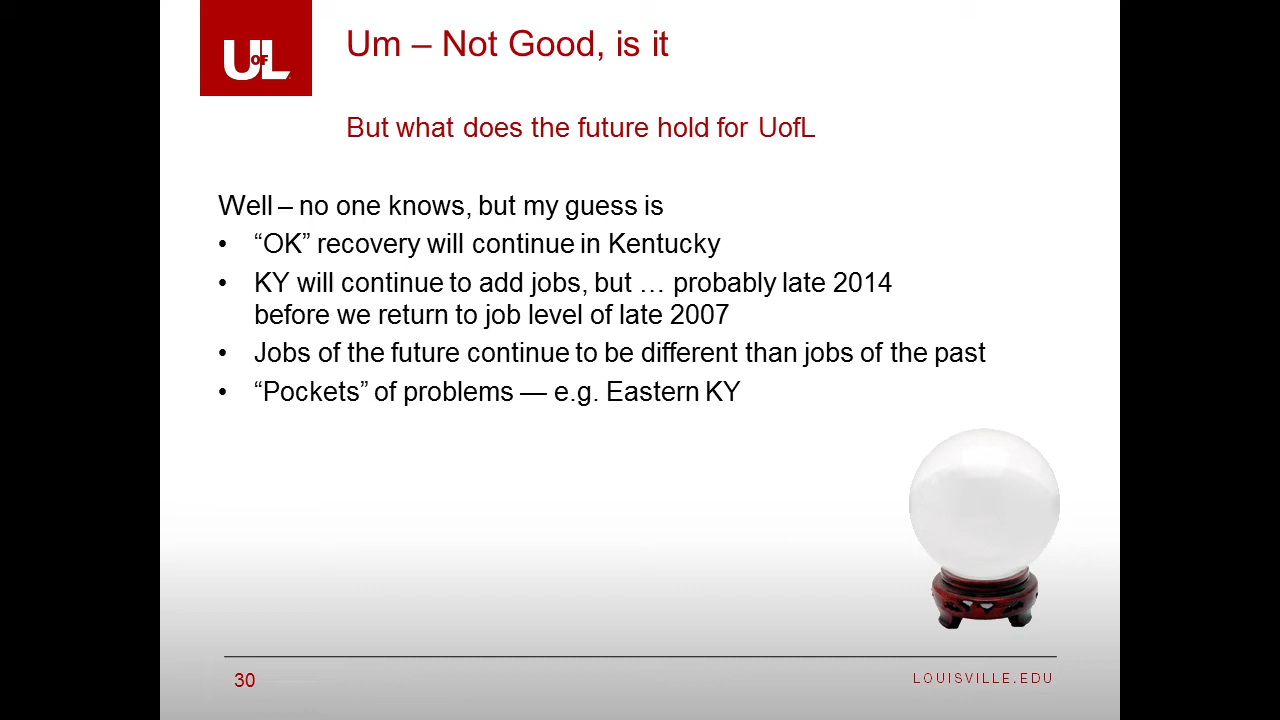 UofL
Um – Not Good, is it
But what does the future hold for UofL
Well – no one knows, but my guess is
• “OK” recovery will continue in Kentucky
• KY will continue to add jobs, but … probably late 2014
before we return to job level of late 2007
• Jobs of the future continue to be different than jobs of the past
• “Pockets” of problems — e.g. Eastern KY
30
LOUISVILLE.EDU